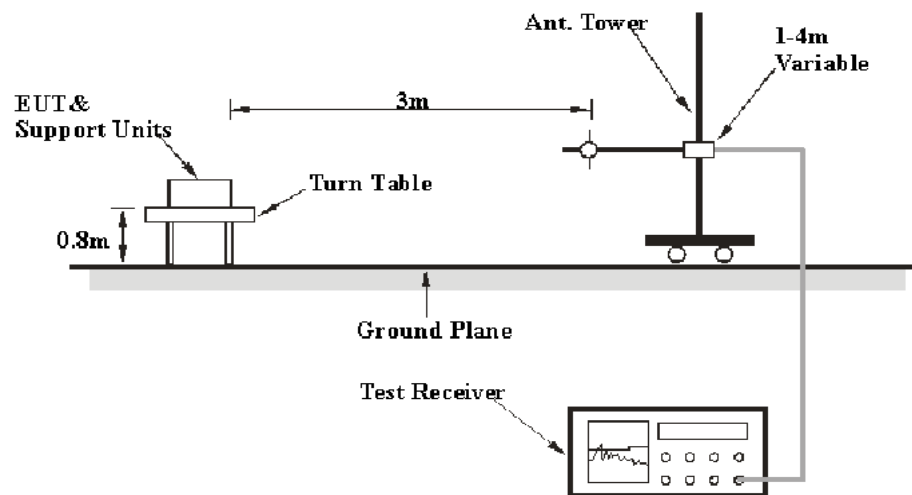 Ant. Tower
1-4m
Variable
EUT&
Support Units
3m
Turn Table
0.8m
Ground Plane
Test Receiver